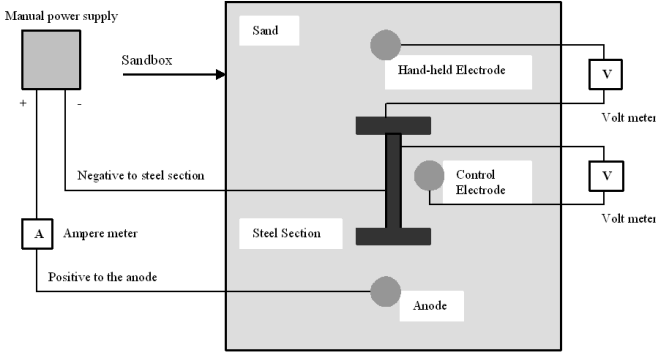 Manual power supply
Sand
Sandbox
Hand-held Electrode
V
+
-
Volt meter
Negative to steel section
Control
Electrode
V
Volt meter
A
Ampere meter
Steel Section
Positive to the anode
Anode